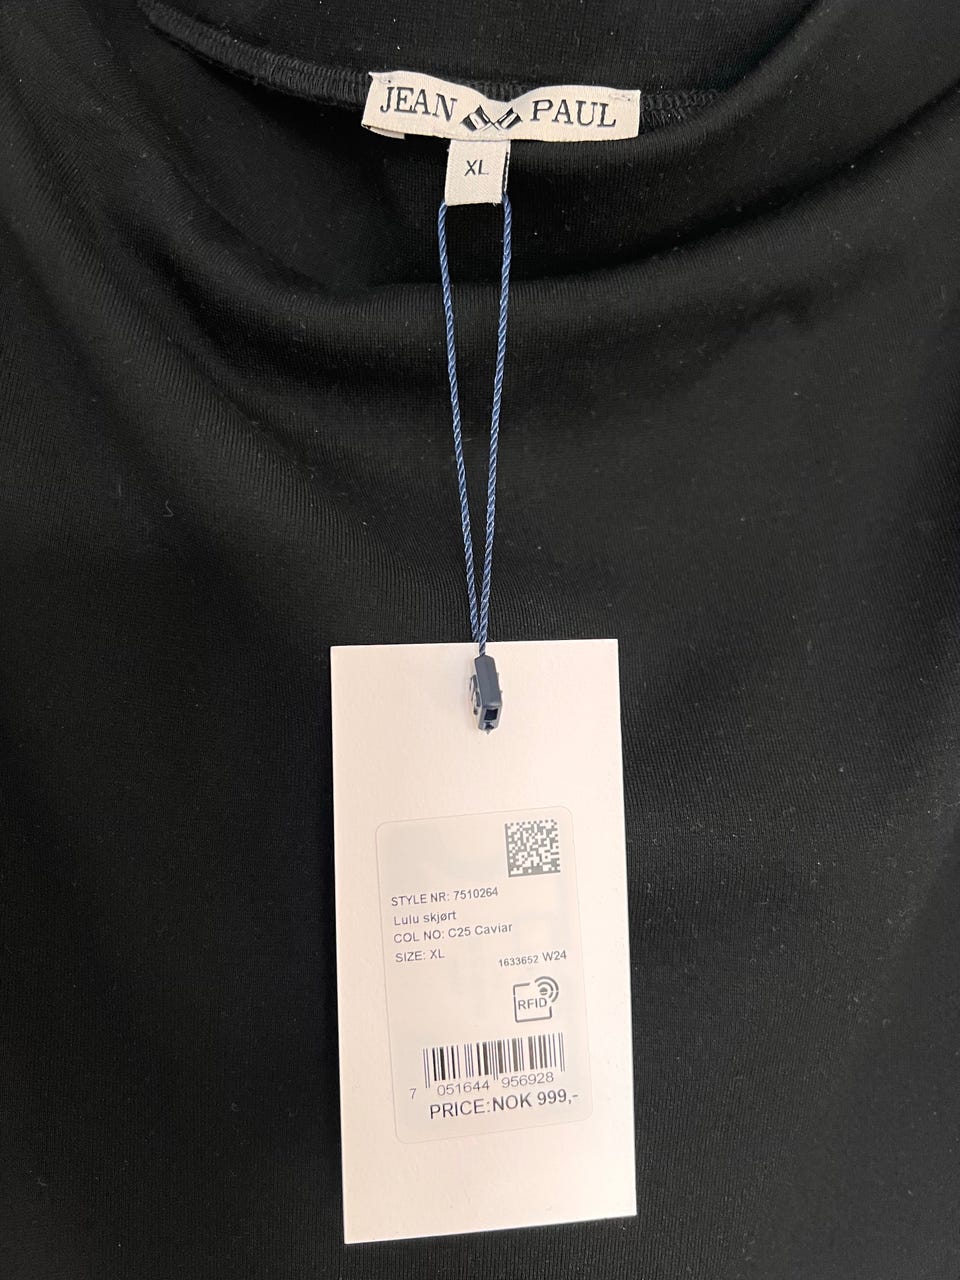 JEAN PAUL
XL
STYLE NR: 7510264
Lulu skjørt
COL NO: C25 Caviar
SIZE: XL
1633652 W24
RFID
7 051644 956928
PRICE:NOK 999,-